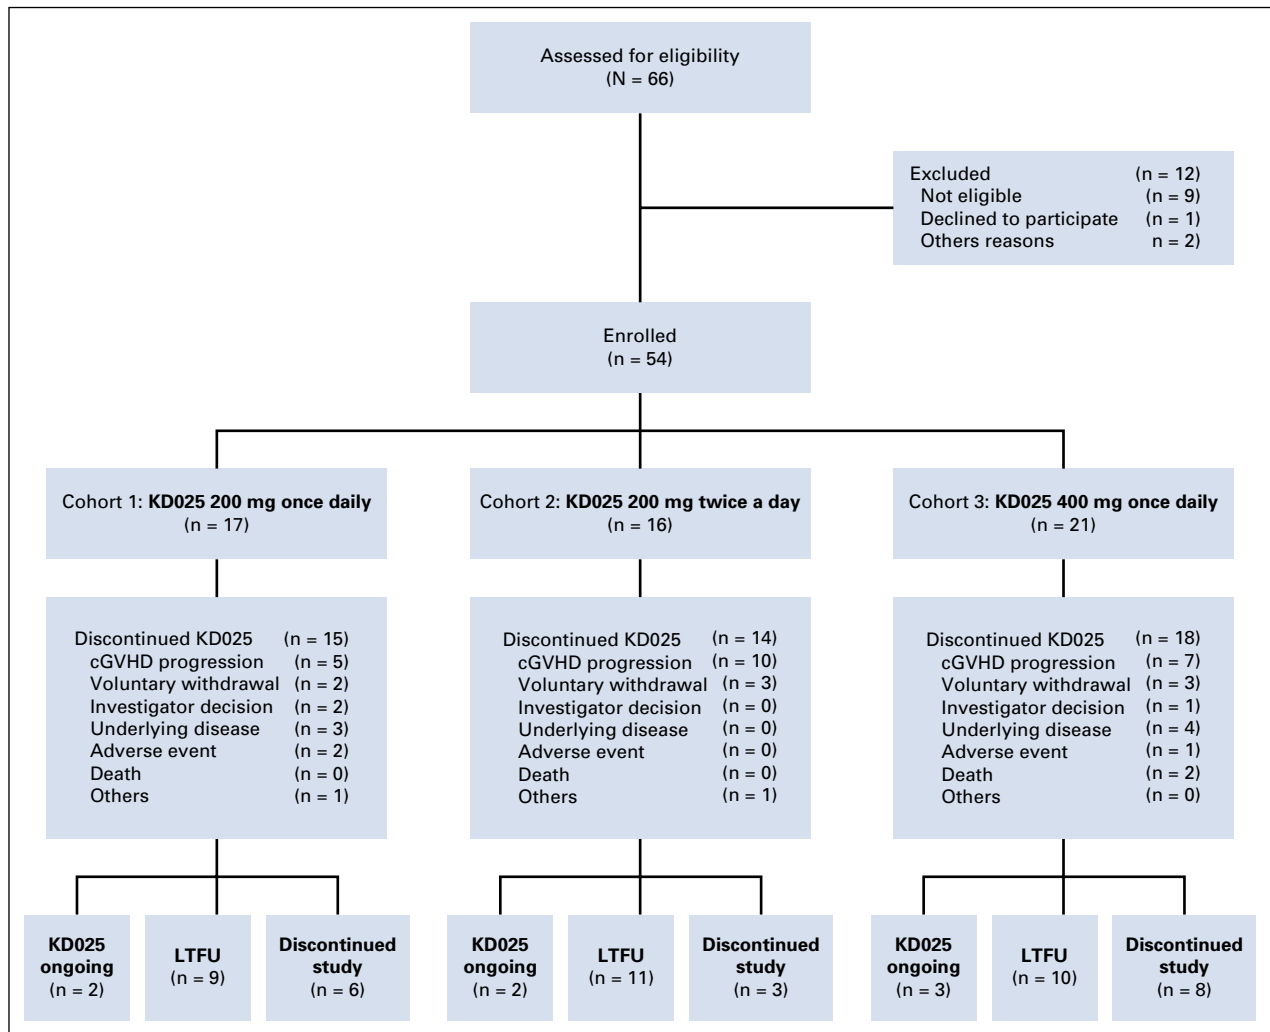 Assessed for eligibility
(N = 66)
Excluded (n = 12)
Not eligible (n = 9)
Declined to participate (n = 1)
Others reasons n = 2)
Enrolled
(n = 54)
Cohort 1: KD025 200 mg once daily
(n = 17)
Cohort 2: KD025 200 mg twice a day
(n = 16)
Cohort 3: KD025 400 mg once daily
(n = 21)
Discontinued KD025 (n = 15)
cGVHD progression (n = 5)
Voluntary withdrawal (n = 2)
Investigator decision (n = 2)
Underlying disease (n = 3)
Adverse event (n = 2)
Death (n = 0)
Others (n = 1)
Discontinued KD025 (n = 14)
cGVHD progression (n = 10)
Voluntary withdrawal (n = 3)
Investigator decision (n = 0)
Underlying disease (n = 0)
Adverse event (n = 0)
Death (n = 0)
Others (n = 1)
Discontinued KD025 (n = 18)
cGVHD progression (n = 7)
Voluntary withdrawal (n = 3)
Investigator decision (n = 1)
Underlying disease (n = 4)
Adverse event (n = 1)
Death (n = 2)
Others (n = 0)
KD025
ongoing
(n = 2)
LTFU
(n = 9)
Discontinued
study
(n = 6)
KD025
ongoing
(n = 2)
LTFU
(n = 11)
Discontinued
study
(n = 3)
KD025
ongoing
(n = 3)
LTFU
(n = 10)
Discontinued
study
(n = 8)